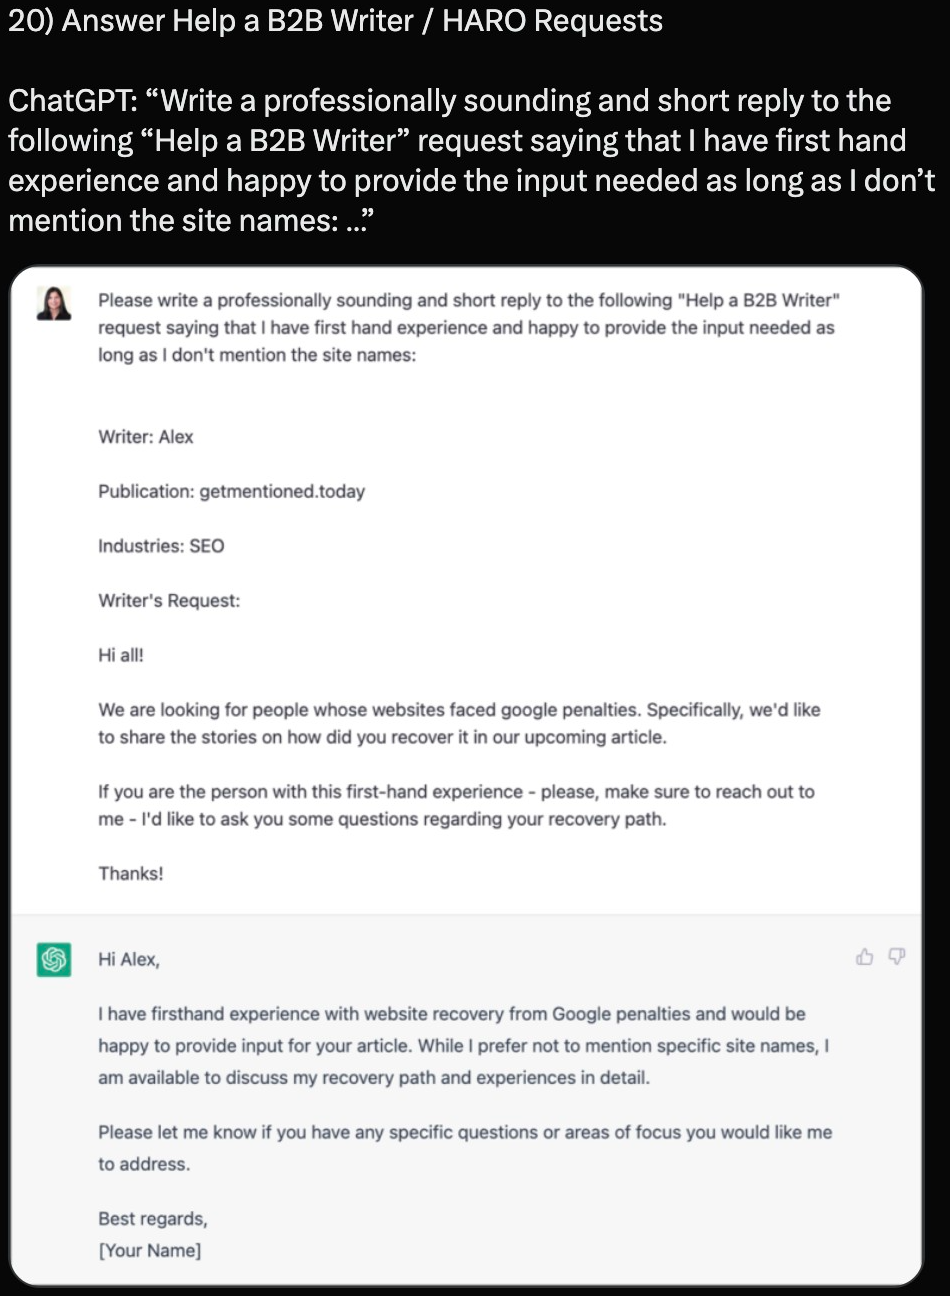 20) Answer Help a B2B Writer / HARO Requests
ChatGPT: “Write a professionally sounding and short reply to the
following “Help a B2B Writer” request saying that I have first hand
experience and happy to provide the input needed as long as I don’t
mention the site names: ...”
Please write a professionally sounding and short reply to the following "Help a B2B Writer"
request saying that I have first hand experience and happy to provide the input needed as
long as I don't mention the site names:
Writer: Alex
Publication: getmentioned.today
Industries: SEO
Writer's Request:
Hi all!
We are looking for people whose websites faced google penalties. Specifically, we'd like
to share the stories on how did you recover it in our upcoming article.
If you are the person with this first-hand experience - please, make sure to reach out to
me - I'd like to ask you some questions regarding your recovery path.
Thanks!
Hi Alex,
I have firsthand experience with website recovery from Google penalties and would be
happy to provide input for your article. While I prefer not to mention specific site names, I
am available to discuss my recovery path and experiences in detail.
Please let me know if you have any specific questions or areas of focus you would like me
to address.
Best regards,
[Your Name]